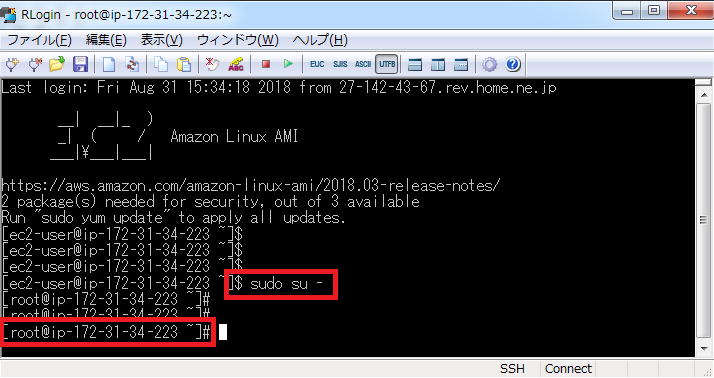 RLogin - root@ip-172-31-34-223:~
ファイル(F) 編集(E) 表示(V) ウィンドウ(W) ヘルプ(H)
ABC EUC SJIS ASCII UTF8
Last login: Fri Aug 31 15:34:18 2018 from 27-142-43-67.rev.home.ne.jp
__|  __|_  )
_|  (     /   Amazon Linux AMI
___|\___|___|
https://aws.amazon.com/amazon-linux-ami/2018.03-release-notes/
2 package(s) needed for security, out of 3 available
Run "sudo yum update" to apply all updates.
[ec2-user@ip-172-31-34-223 ~]$
[ec2-user@ip-172-31-34-223 ~]$
[ec2-user@ip-172-31-34-223 ~]$
[ec2-user@ip-172-31-34-223 ~]$ sudo su -
[root@ip-172-31-34-223 ~]#
[root@ip-172-31-34-223 ~]#
[root@ip-172-31-34-223 ~]#
SSH Connect